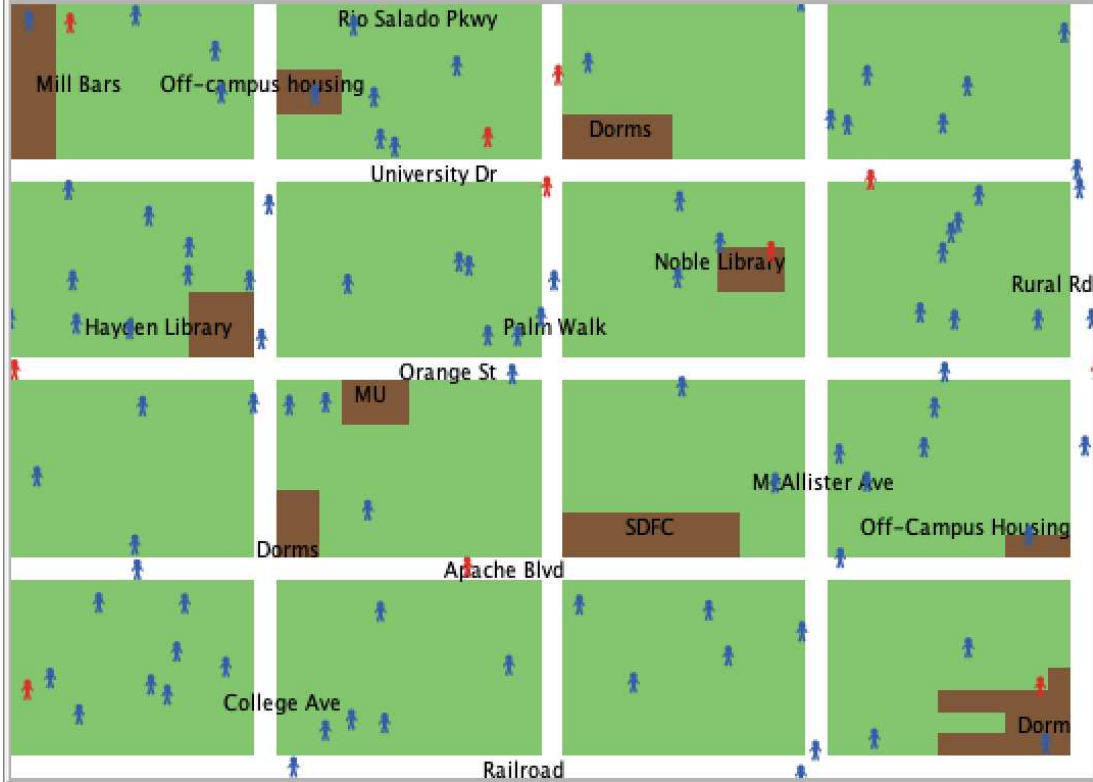 Rio Salado Pkwy
Mill Bars
Off-campus housing
Dorms
University Dr
Noble Library
Rural Rd
Hayden Library
Palm Walk
Orange St
MU
McAllister Ave
SDFC
Off-Campus Housing
Dorms
Apache Blvd
College Ave
Dorm
Railroad